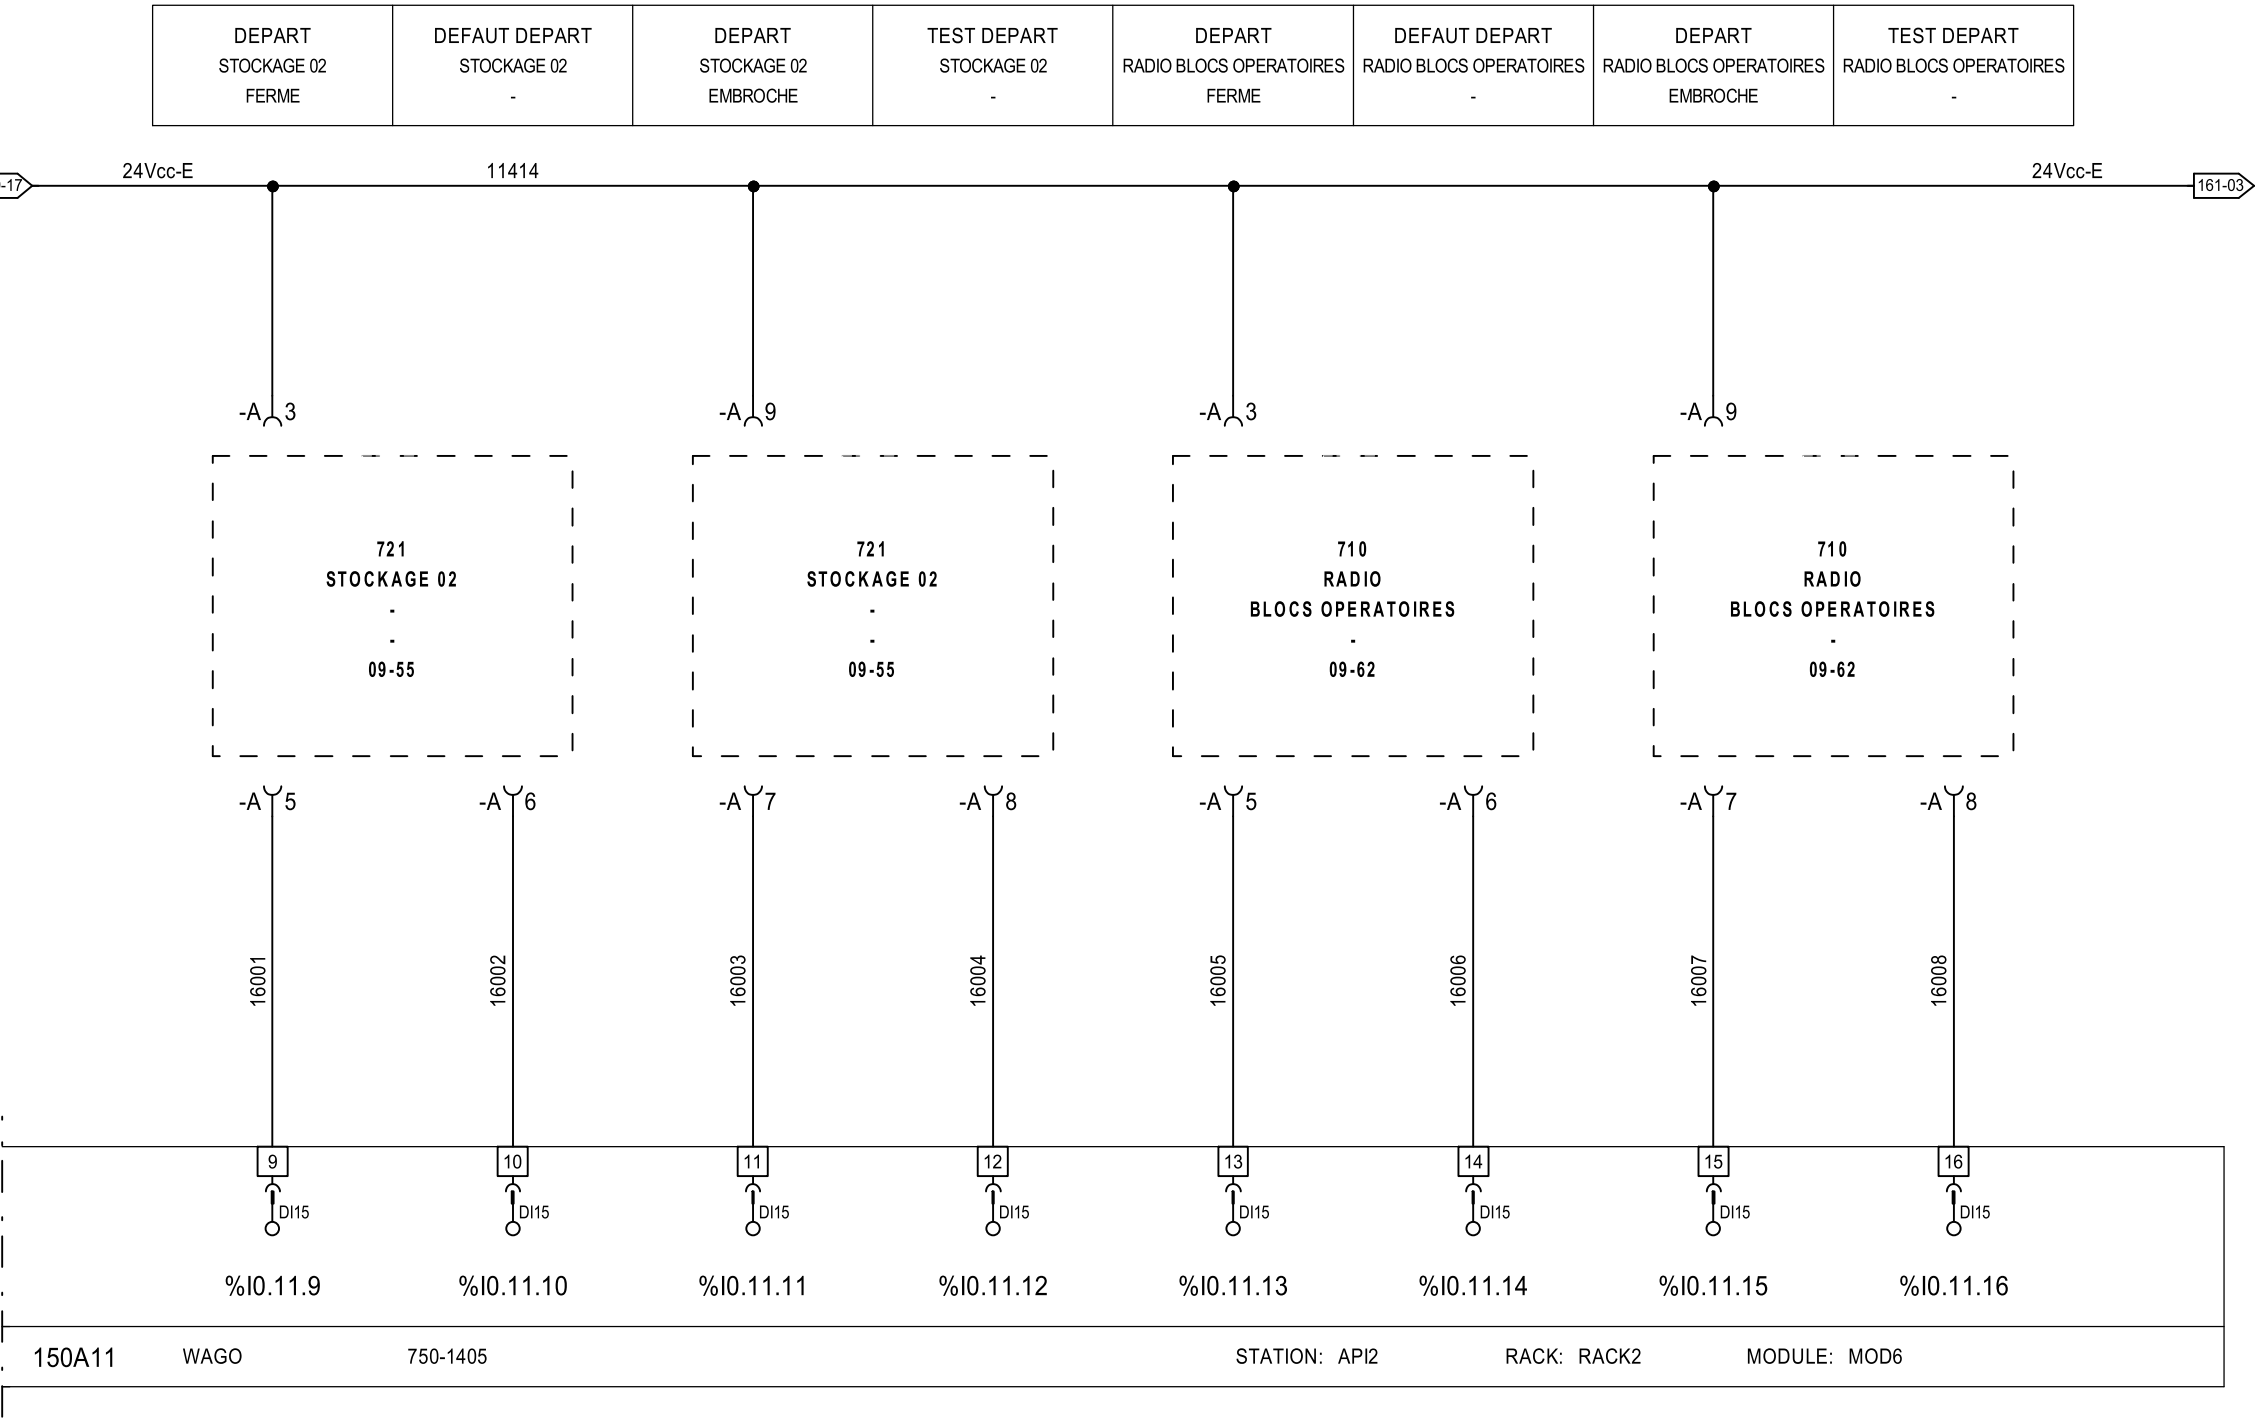 DEPART
STOCKAGE 02
FERME
DEFAUT DEPART
STOCKAGE 02
-
DEPART
STOCKAGE 02
EMBROCHE
TEST DEPART
STOCKAGE 02
-
DEPART
RADIO BLOCS OPERATOIRES
FERME
DEFAUT DEPART
RADIO BLOCS OPERATOIRES
-
DEPART
RADIO BLOCS OPERATOIRES
EMBROCHE
TEST DEPART
RADIO BLOCS OPERATOIRES
-
-17
24Vcc-E
11414
24Vcc-E
161-03
-A 3
-A 9
-A 3
-A 9
721
STOCKAGE 02
-
-
09-55
721
STOCKAGE 02
-
-
09-55
710
RADIO
BLOCS OPERATOIRES
-
09-62
710
RADIO
BLOCS OPERATOIRES
-
09-62
-A 5
-A 6
-A 7
-A 8
-A 5
-A 6
-A 7
-A 8
16001
16002
16003
16004
16005
16006
16007
16008
9
10
11
12
13
14
15
16
DI15
DI15
DI15
DI15
DI15
DI15
DI15
DI15
%I0.11.9
%I0.11.10
%I0.11.11
%I0.11.12
%I0.11.13
%I0.11.14
%I0.11.15
%I0.11.16
150A11
WAGO
750-1405
STATION: API2
RACK: RACK2
MODULE: MOD6